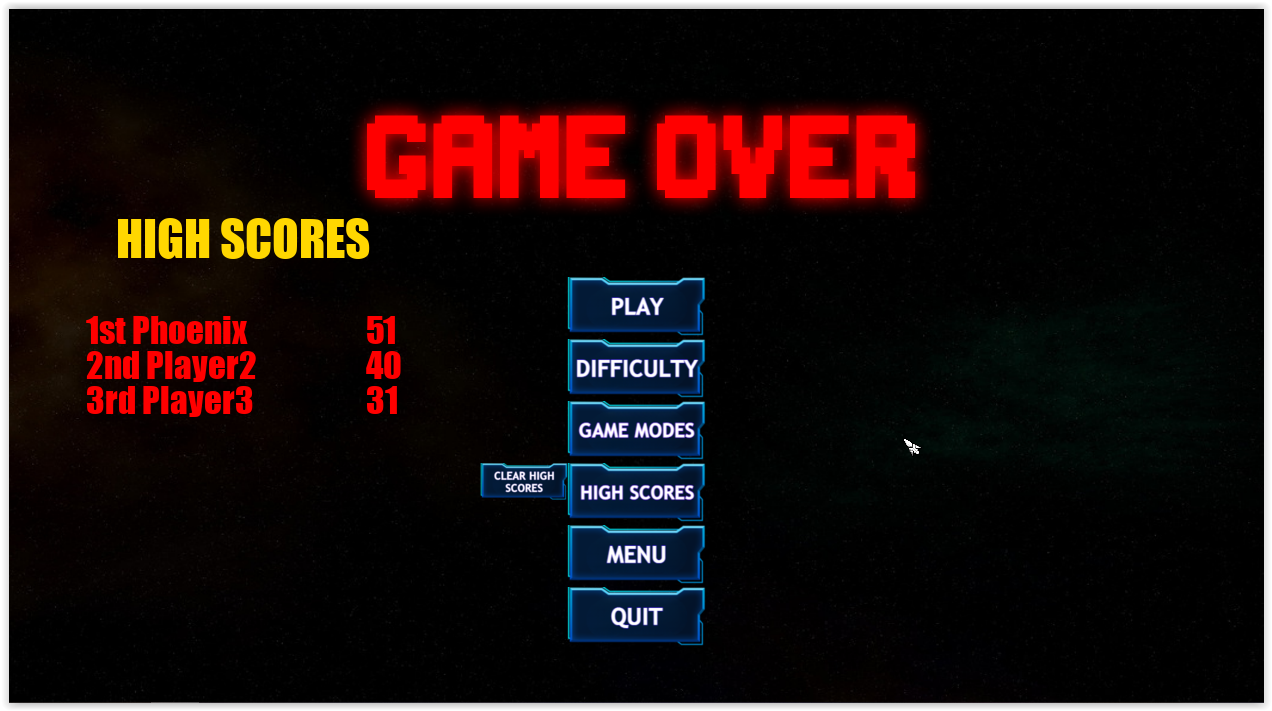 GAME OVER
HIGH SCORES
1st Phoenix 51
2nd Player2 40
3rd Player3 31
PLAY
DIFFICULTY
GAME MODES
CLEAR HIGH
SCORES
HIGH SCORES
MENU
QUIT